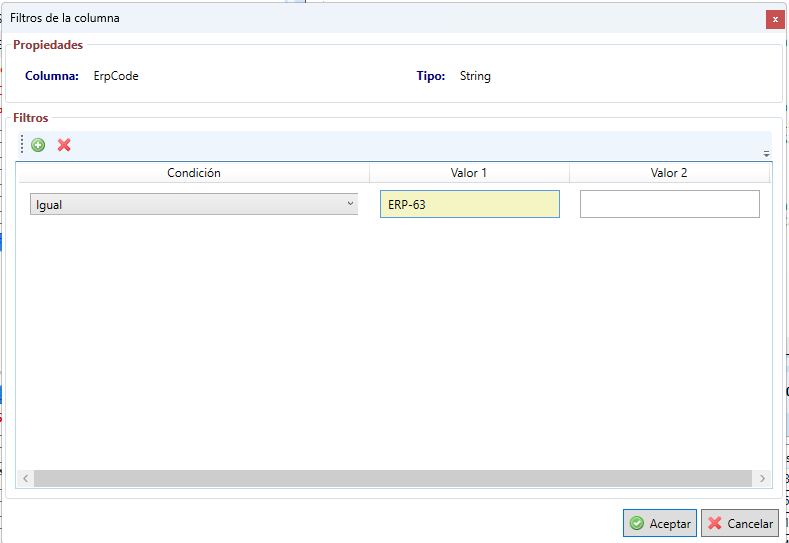 Filtros de la columna
x
Propiedades
Columna: ErpCode Tipo: String
Filtros
Condición Valor 1 Valor 2
Igual ERP-63
Aceptar Cancelar